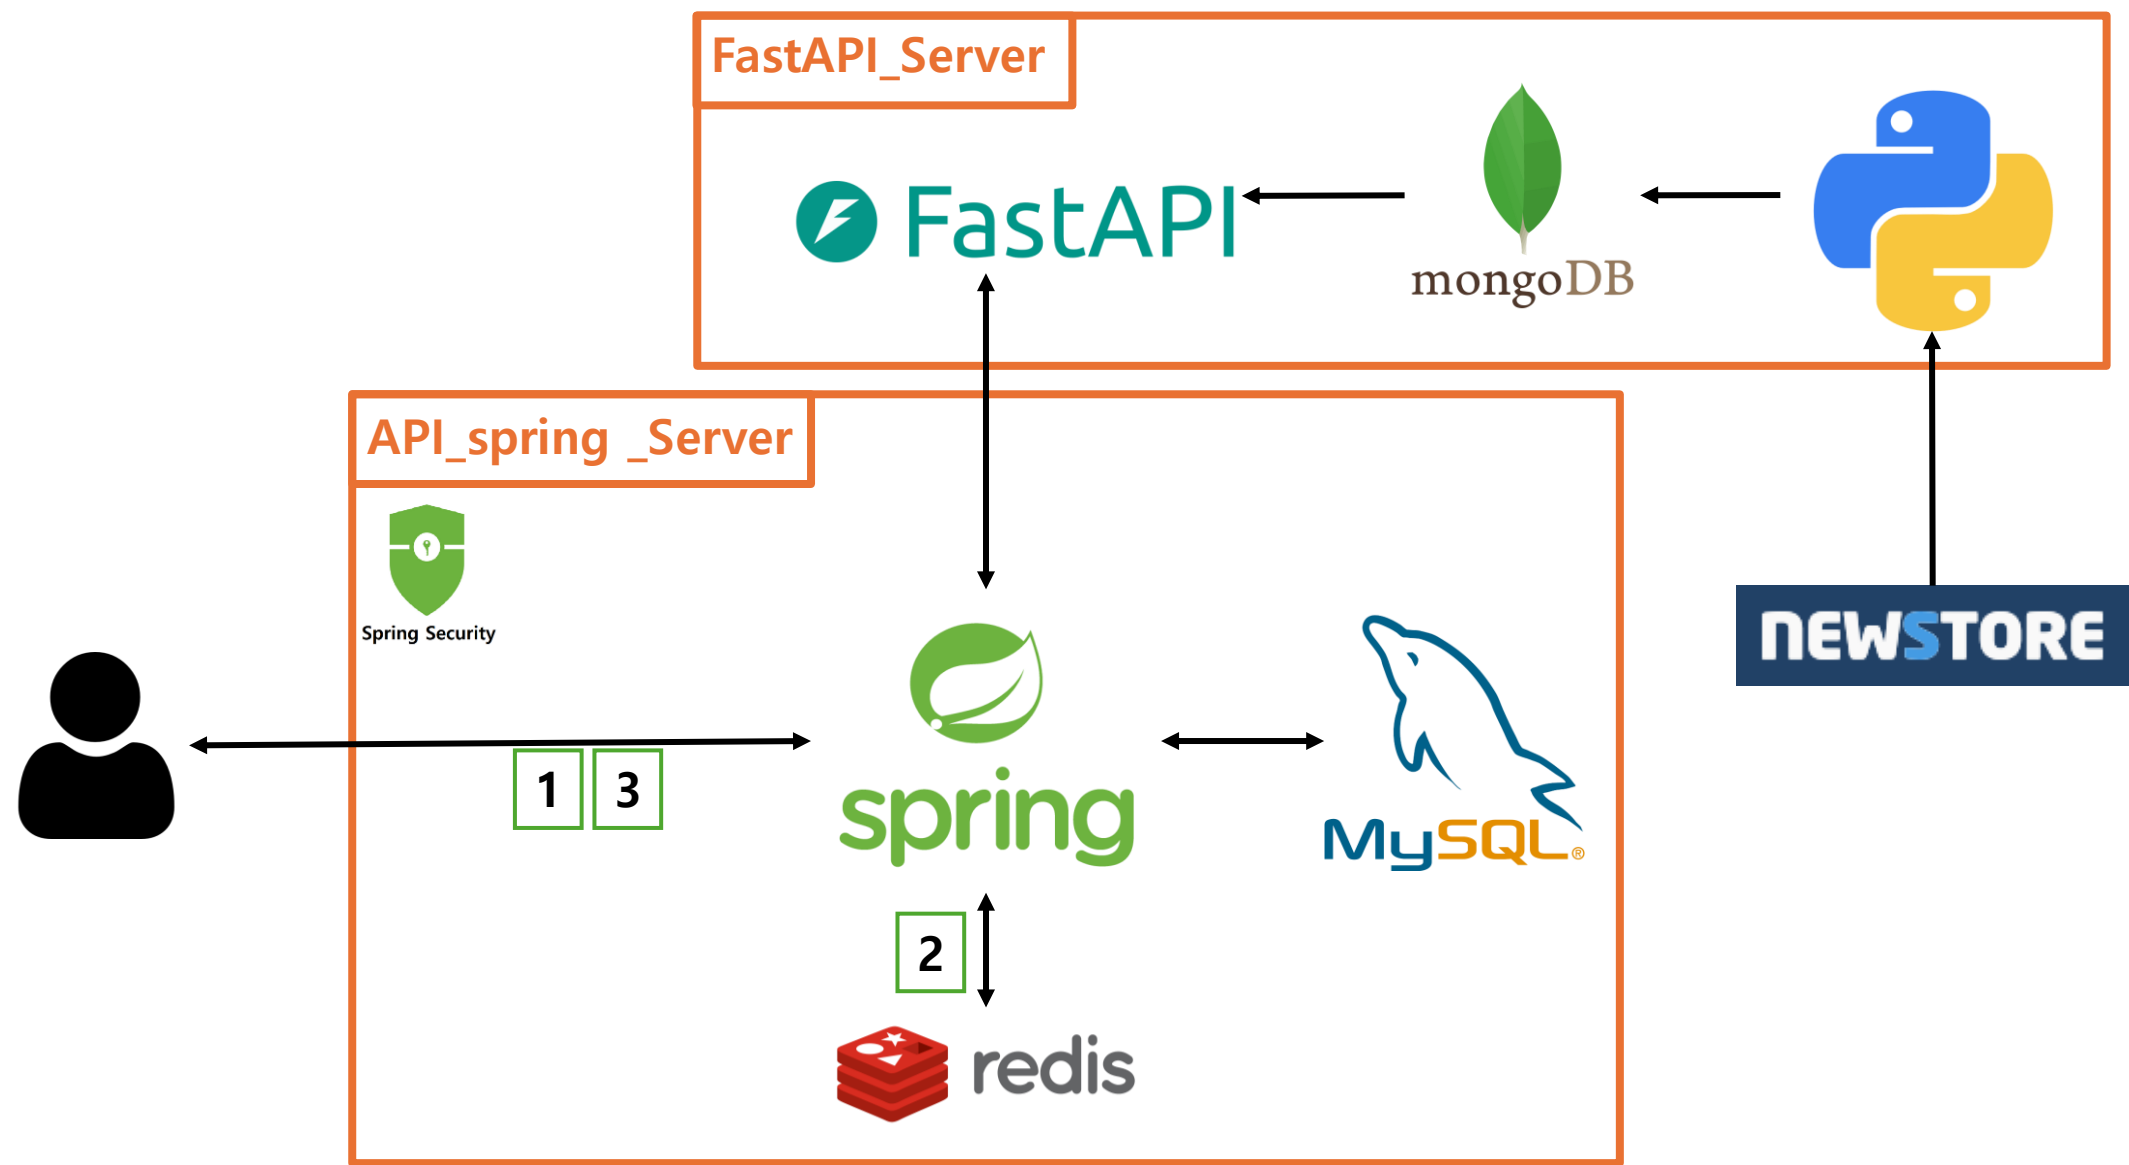 FastAPI_Server
FastAPI
mongoDB
API_spring _Server
Spring Security
NEWSTORE
1
3
spring
MySQL®
2
redis